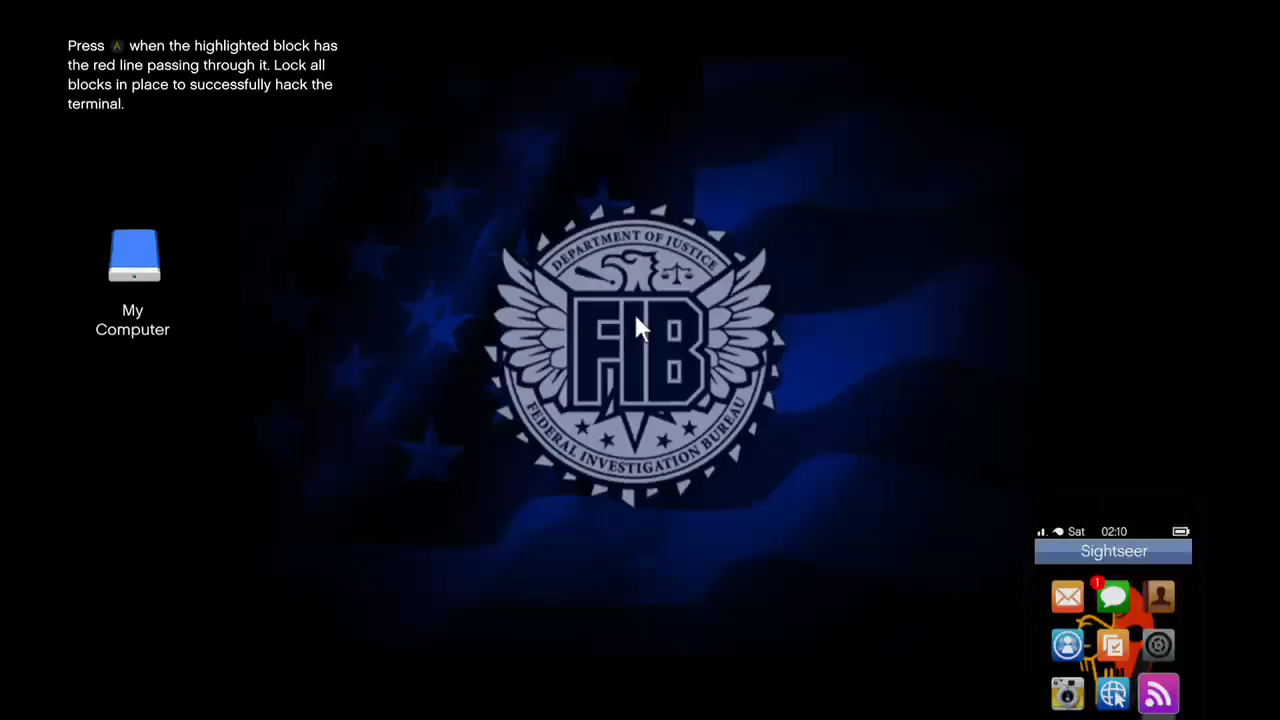 Press A when the highlighted block has
the red line passing through it. Lock all
blocks in place to successfully hack the
terminal.
DEPARTMENT OF JUSTICE
My
Computer
FIB
FEDERAL INVESTIGATION BUREAU
Sat 02:10
Sightseer
1